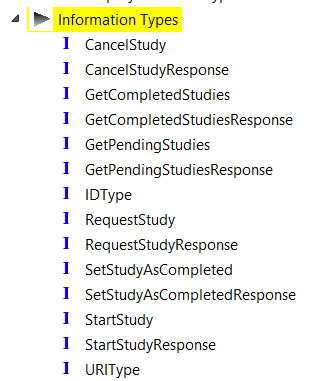 Information Types
I CancelStudy
I CancelStudyResponse
I GetCompletedStudies
I GetCompletedStudiesResponse
I GetPendingStudies
I GetPendingStudiesResponse
I IDType
I RequestStudy
I RequestStudyResponse
I SetStudyAsCompleted
I SetStudyAsCompletedResponse
I StartStudy
I StartStudyResponse
I URIType